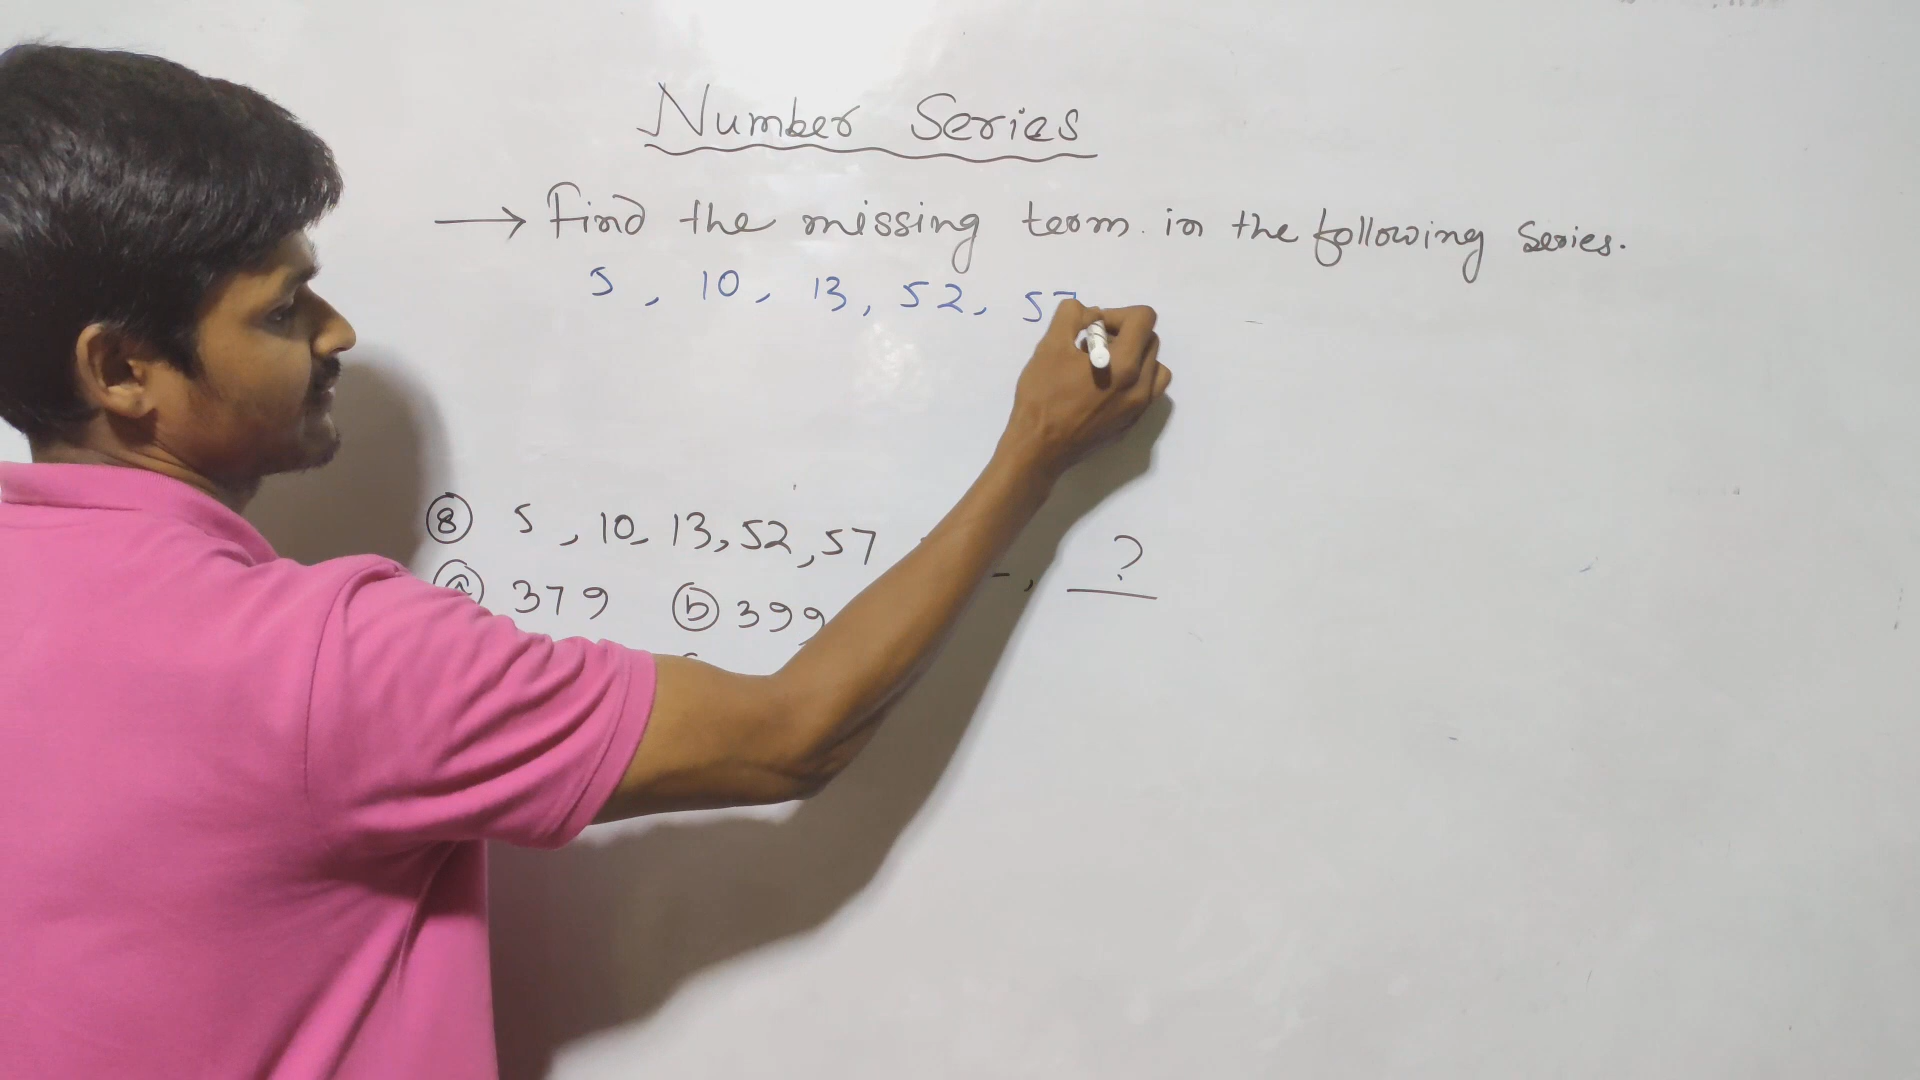 Number Series
→ Find the missing term in the following series.
5, 10, 13, 52, 57
⑧ 5, 10, 13, 52, 57 -, ?
ⓐ 379 ⓑ 399